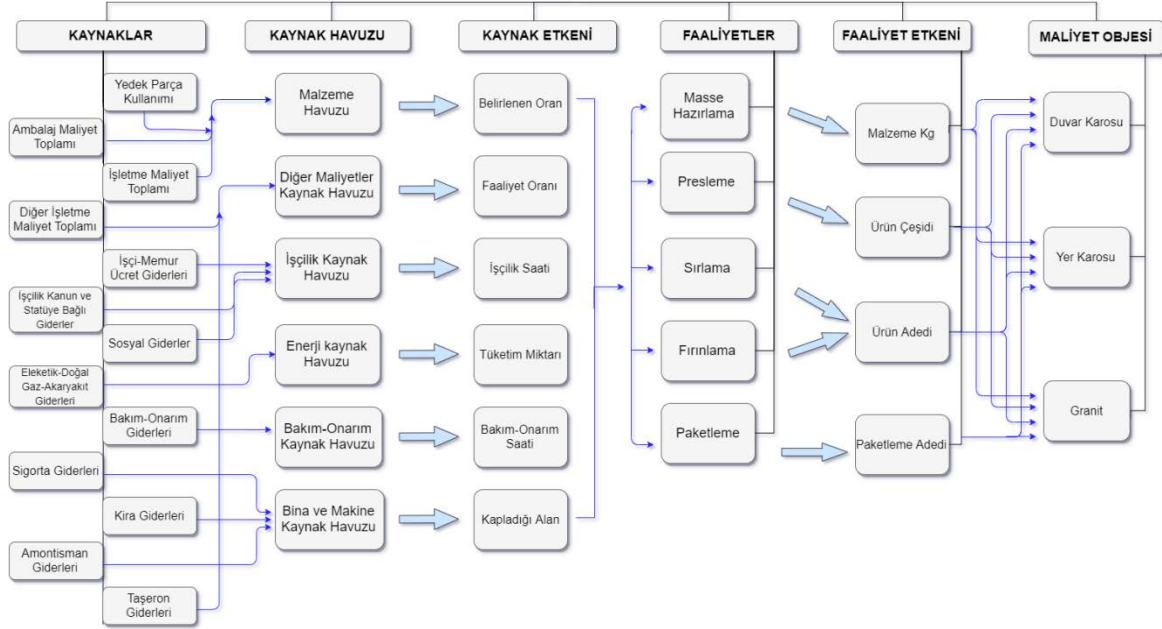 KAYNAKLAR
KAYNAK HAVUZU
KAYNAK ETKENİ
FAALİYETLER
FAALİYET ETKENİ
MALİYET OBJESİ
Yedek Parça
Kullanımı
Ambalaj Maliyet
Toplamı
İşletme Maliyet
Toplamı
Diğer İşletme
Maliyet Toplamı
İşçi-Memur
Ücret Giderleri
İşçilik Kanun ve
Statüye Bağlı
Giderler
Sosyal Giderler
Eleketik-Doğal
Gaz-Akaryakıt
Giderleri
Bakım-Onarım
Giderleri
Sigorta Giderleri
Kira Giderleri
Amontisman
Giderleri
Taşeron
Giderleri
Malzeme
Havuzu
Diğer Maliyetler
Kaynak Havuzu
İşçilik Kaynak
Havuzu
Enerji kaynak
Havuzu
Bakım-Onarım
Kaynak Havuzu
Bina ve Makine
Kaynak Havuzu
Belirlenen Oran
Faaliyet Oranı
İşçilik Saati
Tüketim Miktarı
Bakım-Onarım
Saati
Kapladığı Alan
Masse
Hazırlama
Presleme
Sırlama
Fırınlama
Paketleme
Malzeme Kg
Ürün Çeşidi
Ürün Adedi
Paketleme Adedi
Duvar Karosu
Yer Karosu
Granit